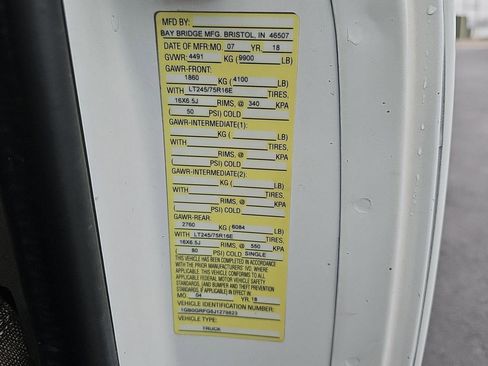 MFD BY:
BAY BRIDGE MFG. BRISTOL, IN 46507
DATE OF MFR:MO. 07 YR. 18
GVWR: 4491 KG (9900 LB)
GAWR-FRONT:
1860 KG ( 4100 LB)
WITH LT245/75R16E TIRES,
16X6.5J RIMS, @ 340 KPA
( 50 PSI) COLD
GAWR-INTERMEDIATE(1):
KG ( LB)
WITH TIRES,
RIMS, @ KPA
( PSI) COLD
GAWR-INTERMEDIATE(2):
KG ( LB)
WITH TIRES,
RIMS, @ KPA
( PSI) COLD
GAWR-REAR:
2760 KG ( 6084 LB)
WITH LT245/75R16E TIRES,
16X6.5J RIMS, @ 550 KPA
( 80 PSI) COLD SINGLE
THIS VEHICLE HAS BEEN COMPLETED IN ACCORDANCE
WITH THE PRIOR MANUFACTURERS' IVD, WHERE
APPLICABLE. THIS VEHICLE CONFORMS TO ALL
APPLICABLE FEDERAL MOTOR VEHICLE SAFETY
STANDARDS, [AND BUMPER AND THEFT PREVENTION
STANDARDS, IF APPLICABLE] IN EFFECT IN
MO. 04 YR. 18
VEHICLE IDENTIFICATION NUMBER:
1GB0GRFG8J1279823
VEHICLE TYPE:
TRUCK